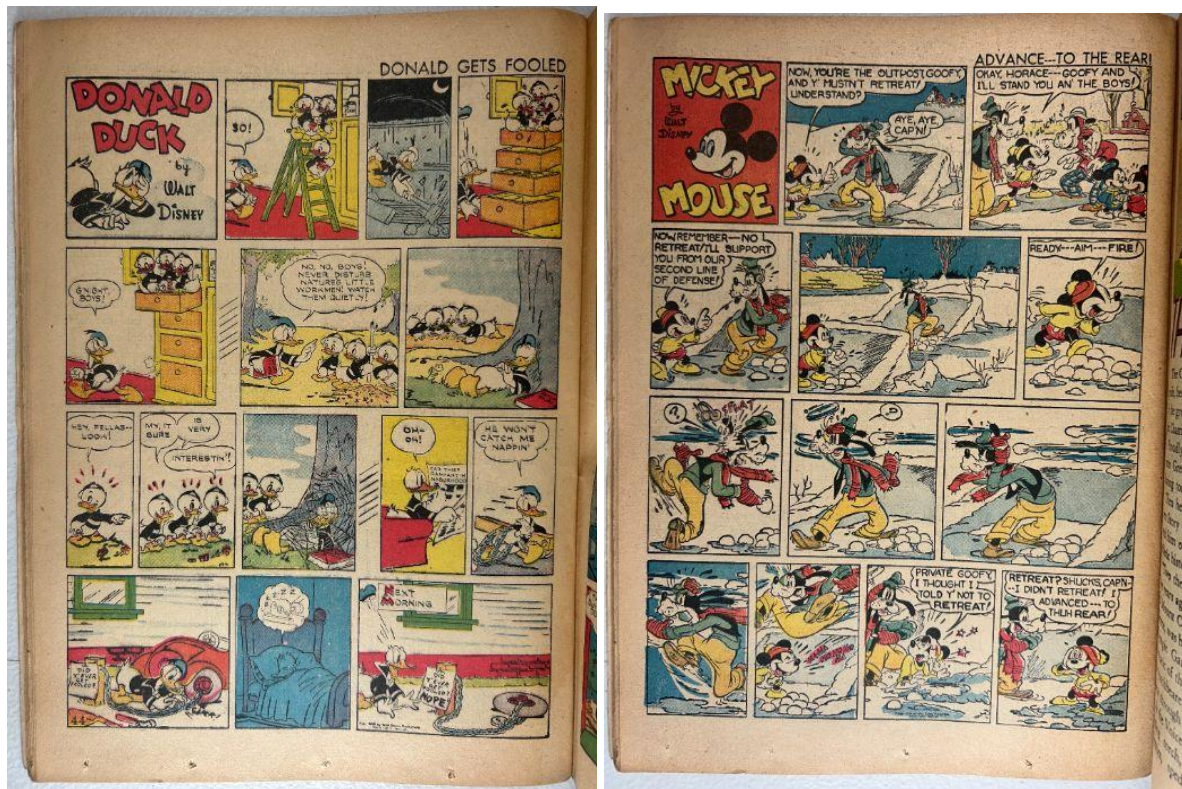 DONALD GETS FOOLED
DONALD
DUCK
by
WALT
DISNEY
SO!
G'NIGHT,
BOYS!
NO, NO, BOYS!
NEVER DISTURB
NATURE'S LITTLE
WORKMEN! WATCH
THEM QUIETLY!
HEY, FELLAS--
LOOK!
MY, IT
SURE
IS
VERY
INTERESTIN'!
OH-
OH!
HE WON'T
CATCH ME
NAPPIN'
NEXT
MORNING
NOPE
44
ADVANCE---TO THE REAR!
MICKEY
by
WALT
DISNEY
MOUSE
NOW, YOU'RE THE OUTPOST, GOOFY,
AND Y' MUSTN'T RETREAT!
UNDERSTAND?
AYE, AYE,
CAP'N!
OKAY, HORACE---GOOFY AND
I'LL STAND YOU AN' THE BOYS!
NOW REMEMBER---NO
RETREAT! I'LL SUPPORT
YOU FROM OUR
SECOND LINE
OF DEFENSE!
READY---AIM---FIRE!
?
SPLAT
PRIVATE GOOFY,
I THOUGHT I
TOLD Y' NOT TO
RETREAT!
RETREAT? SHUCKS, CAP'N-
--I DIDN'T RETREAT! I
ADVANCED---TO
THUH REAR!